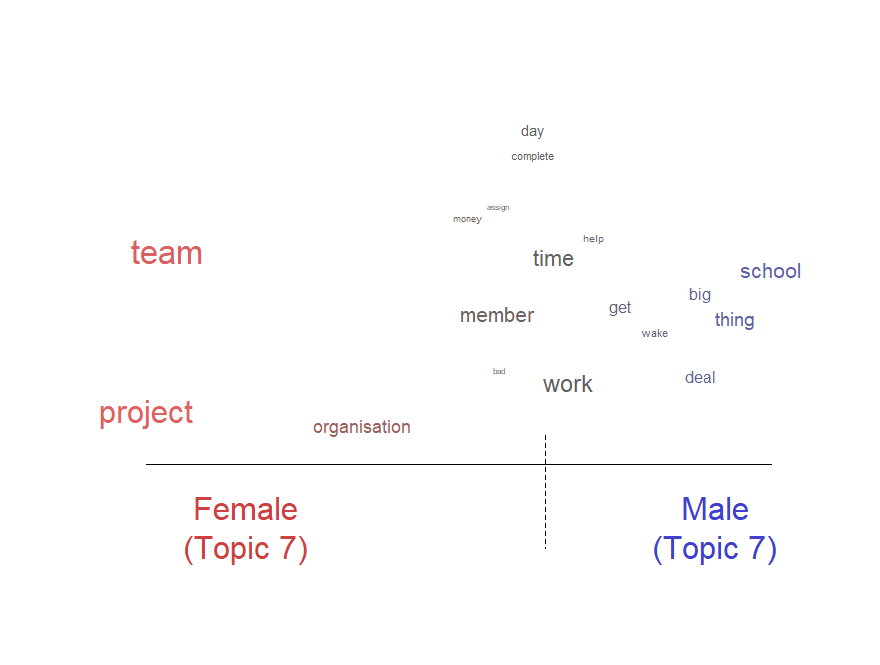 day
complete
assign
money
help
team
time
school
big
get
member
thing
wake
bad
deal
work
project
organisation
Female
(Topic 7)
Male
(Topic 7)